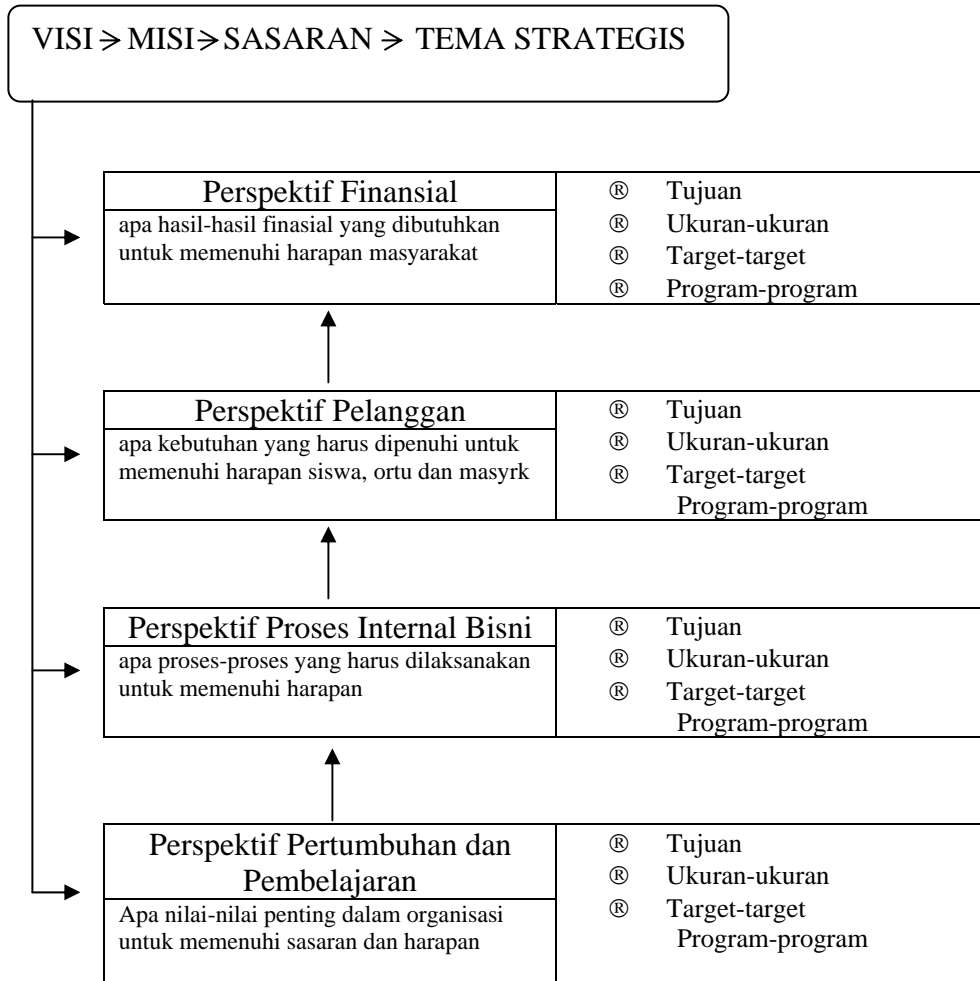 VISI ⪖ MISI ⪖ SASARAN ⪖ TEMA STRATEGIS
Perspektif Finansial
apa hasil-hasil finasial yang dibutuhkan
untuk memenuhi harapan masyarakat
® Tujuan
® Ukuran-ukuran
® Target-target
® Program-program
Perspektif Pelanggan
apa kebutuhan yang harus dipenuhi untuk
memenuhi harapan siswa, ortu dan masyrk
® Tujuan
® Ukuran-ukuran
® Target-target
Program-program
Perspektif Proses Internal Bisni
apa proses-proses yang harus dilaksanakan
untuk memenuhi harapan
® Tujuan
® Ukuran-ukuran
® Target-target
Program-program
Perspektif Pertumbuhan dan
Pembelajaran
Apa nilai-nilai penting dalam organisasi
untuk memenuhi sasaran dan harapan
® Tujuan
® Ukuran-ukuran
® Target-target
Program-program